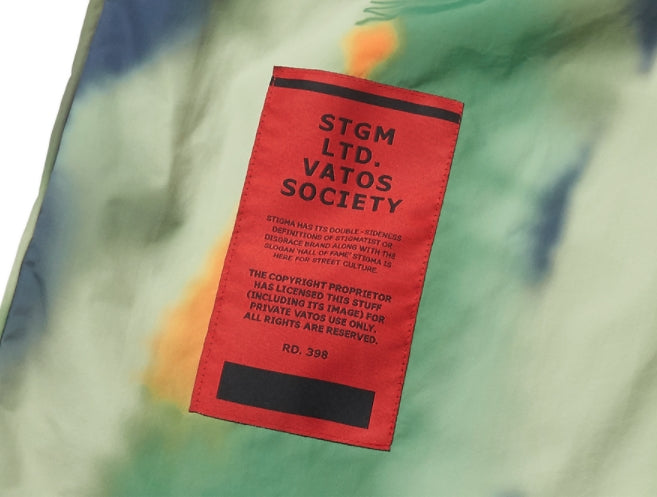 STGM
LTD.
VATOS
SOCIETY
STIGMA HAS ITS DOUBLE-SIDENESS
DEFINITIONS OF STIGMATIST OR
DISGRACE BRAND ALONG WITH THE
SLOGAN 'HALL OF FAME' STIGMA IS
HERE FOR STREET CULTURE.
THE COPYRIGHT PROPRIETOR
HAS LICENSED THIS STUFF
(INCLUDING ITS IMAGE) FOR
PRIVATE VATOS USE ONLY.
ALL RIGHTS ARE RESERVED.
RD. 398